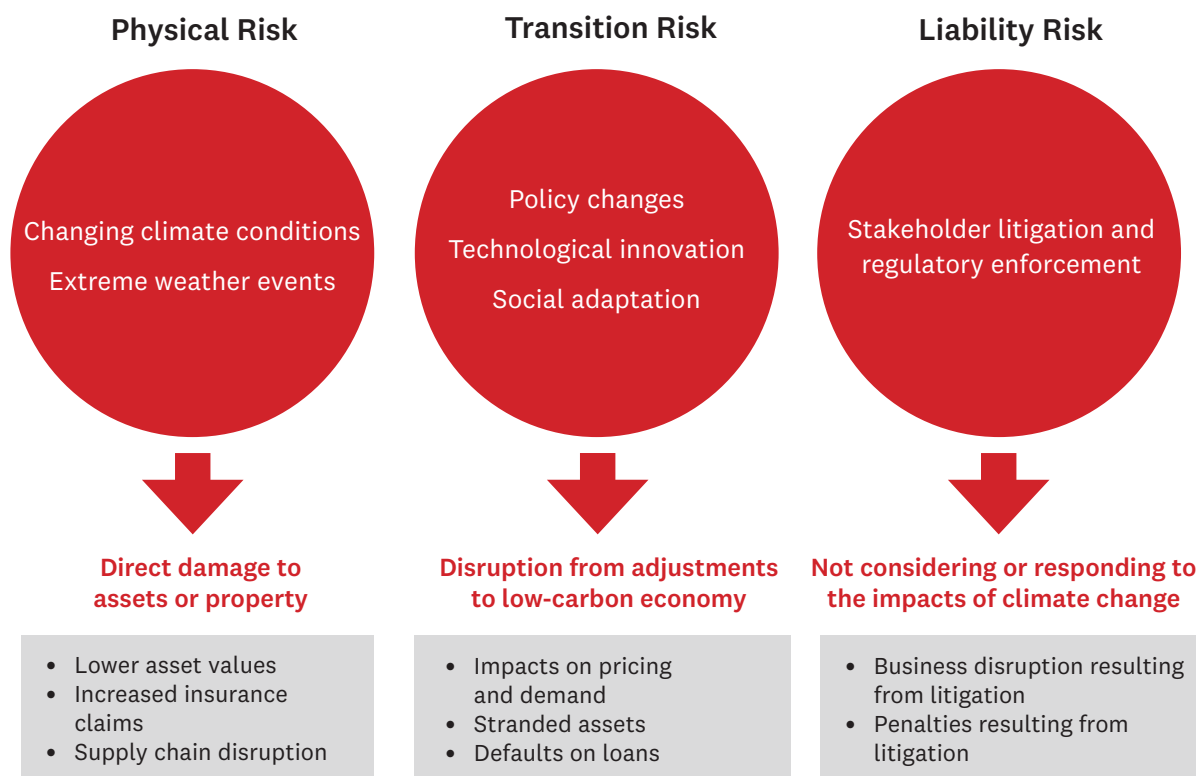 Physical Risk
Changing climate conditions
Extreme weather events
Direct damage to
assets or property
• Lower asset values
• Increased insurance
claims
• Supply chain disruption
Transition Risk
Policy changes
Technological innovation
Social adaptation
Disruption from adjustments
to low-carbon economy
• Impacts on pricing
and demand
• Stranded assets
• Defaults on loans
Liability Risk
Stakeholder litigation and
regulatory enforcement
Not considering or responding to
the impacts of climate change
• Business disruption resulting
from litigation
• Penalties resulting from
litigation